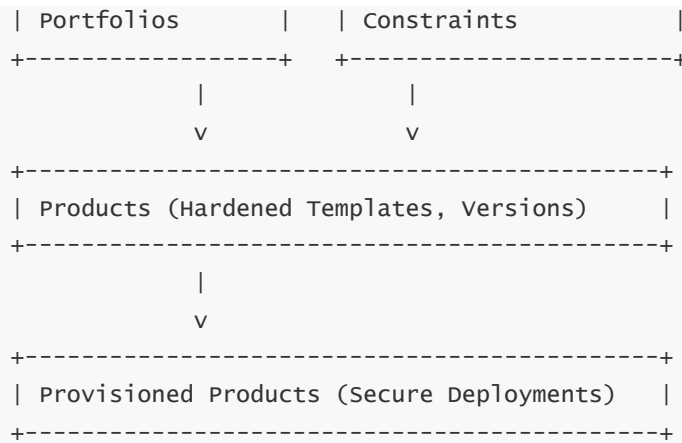 | Portfolios       |   | Constraints           |
+------------------+   +-----------------------+
             |              |
             v              v
+---------------------------------------------+
| Products (Hardened Templates, Versions)     |
+---------------------------------------------+
             |
             v
+---------------------------------------------+
| Provisioned Products (Secure Deployments)   |
+---------------------------------------------+